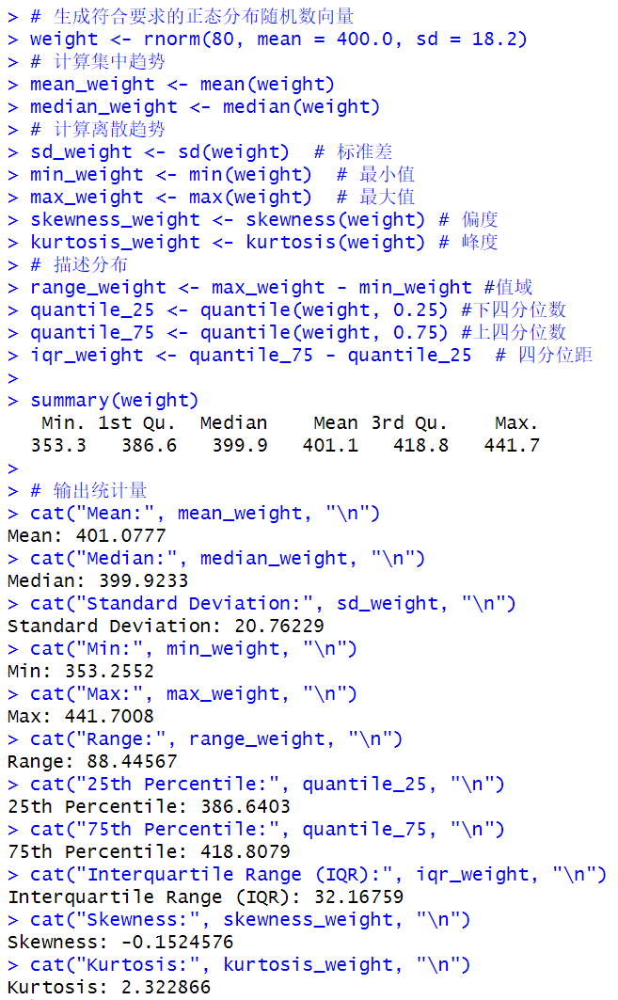 > # 生成符合要求的正态分布随机数向量
> weight <- rnorm(80, mean = 400.0, sd = 18.2)
> # 计算集中趋势
> mean_weight <- mean(weight)
> median_weight <- median(weight)
> # 计算离散趋势
> sd_weight <- sd(weight)  # 标准差
> min_weight <- min(weight)  # 最小值
> max_weight <- max(weight)  # 最大值
> skewness_weight <- skewness(weight) # 偏度
> kurtosis_weight <- kurtosis(weight) # 峰度
> # 描述分布
> range_weight <- max_weight - min_weight #值域
> quantile_25 <- quantile(weight, 0.25) #下四分位数
> quantile_75 <- quantile(weight, 0.75) #上四分位数
> iqr_weight <- quantile_75 - quantile_25  # 四分位距
>
> summary(weight)
   Min. 1st Qu.  Median    Mean 3rd Qu.    Max.
  353.3   386.6   399.9   401.1   418.8   441.7
>
> # 输出统计量
> cat("Mean:", mean_weight, "\n")
Mean: 401.0777
> cat("Median:", median_weight, "\n")
Median: 399.9233
> cat("Standard Deviation:", sd_weight, "\n")
Standard Deviation: 20.76229
> cat("Min:", min_weight, "\n")
Min: 353.2552
> cat("Max:", max_weight, "\n")
Max: 441.7008
> cat("Range:", range_weight, "\n")
Range: 88.44567
> cat("25th Percentile:", quantile_25, "\n")
25th Percentile: 386.6403
> cat("75th Percentile:", quantile_75, "\n")
75th Percentile: 418.8079
> cat("Interquartile Range (IQR):", iqr_weight, "\n")
Interquartile Range (IQR): 32.16759
> cat("Skewness:", skewness_weight, "\n")
Skewness: -0.1524576
> cat("Kurtosis:", kurtosis_weight, "\n")
Kurtosis: 2.322866